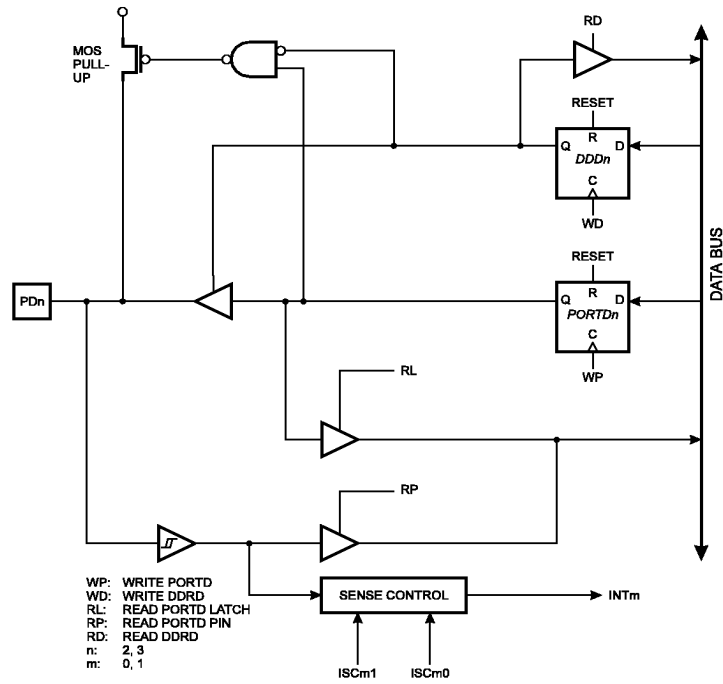 RD
MOS
PULL-
UP
RESET
R
Q
D
DDDn
C
WD
DATA BUS
RESET
PDn
R
Q
D
PORTDn
C
WP
RL
RP
WP: WRITE PORTD
WD: WRITE DDRD
RL: READ PORTD LATCH
RP: READ PORTD PIN
RD: READ DDRD
n: 2, 3
m: 0, 1
SENSE CONTROL
INTm
ISCm1
ISCm0